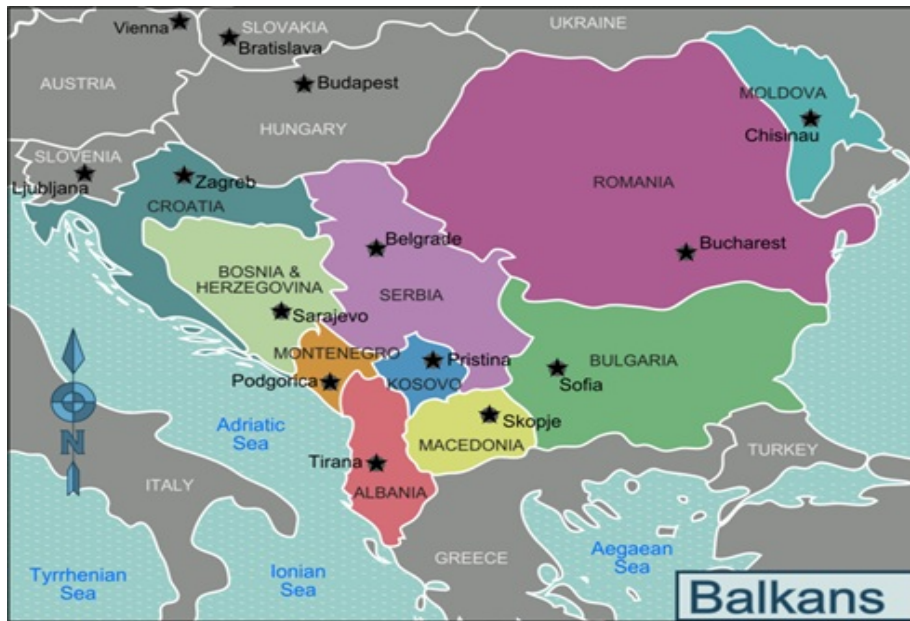 UKRAINE
Vienna
SLOVAKIA
Bratislava
AUSTRIA
Budapest
HUNGARY
MOLDOVA
Chisinau
SLOVENIA
Ljubljana
Zagreb
CROATIA
ROMANIA
Belgrade
Bucharest
BOSNIA &
HERZEGOVINA
SERBIA
Sarajevo
MONTENEGRO
Pristina
BULGARIA
Podgorica
KOSOVO
Sofia
Adriatic
Sea
Skopje
MACEDONIA
TURKEY
N
Tirana
ITALY
ALBANIA
GREECE
Aegaean
Sea
Tyrrhenian
Sea
Ionian
Sea
Balkans